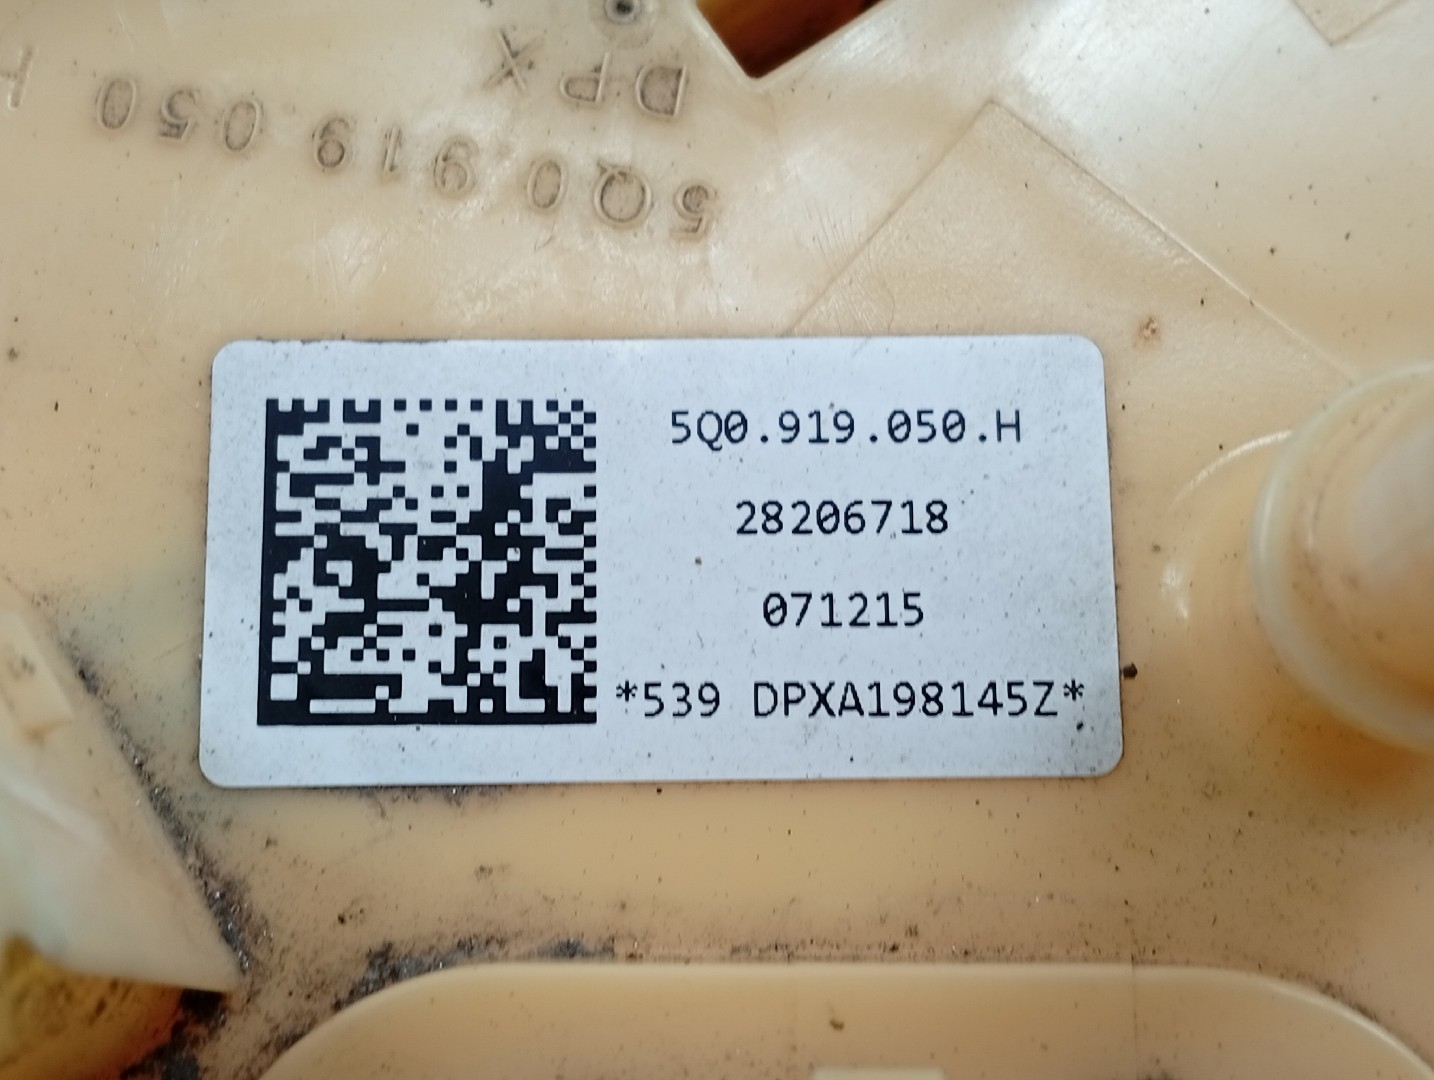 DPX
5Q0.919.050 H
5Q0.919.050.H
28206718
071215
*539 DPXA198145Z*